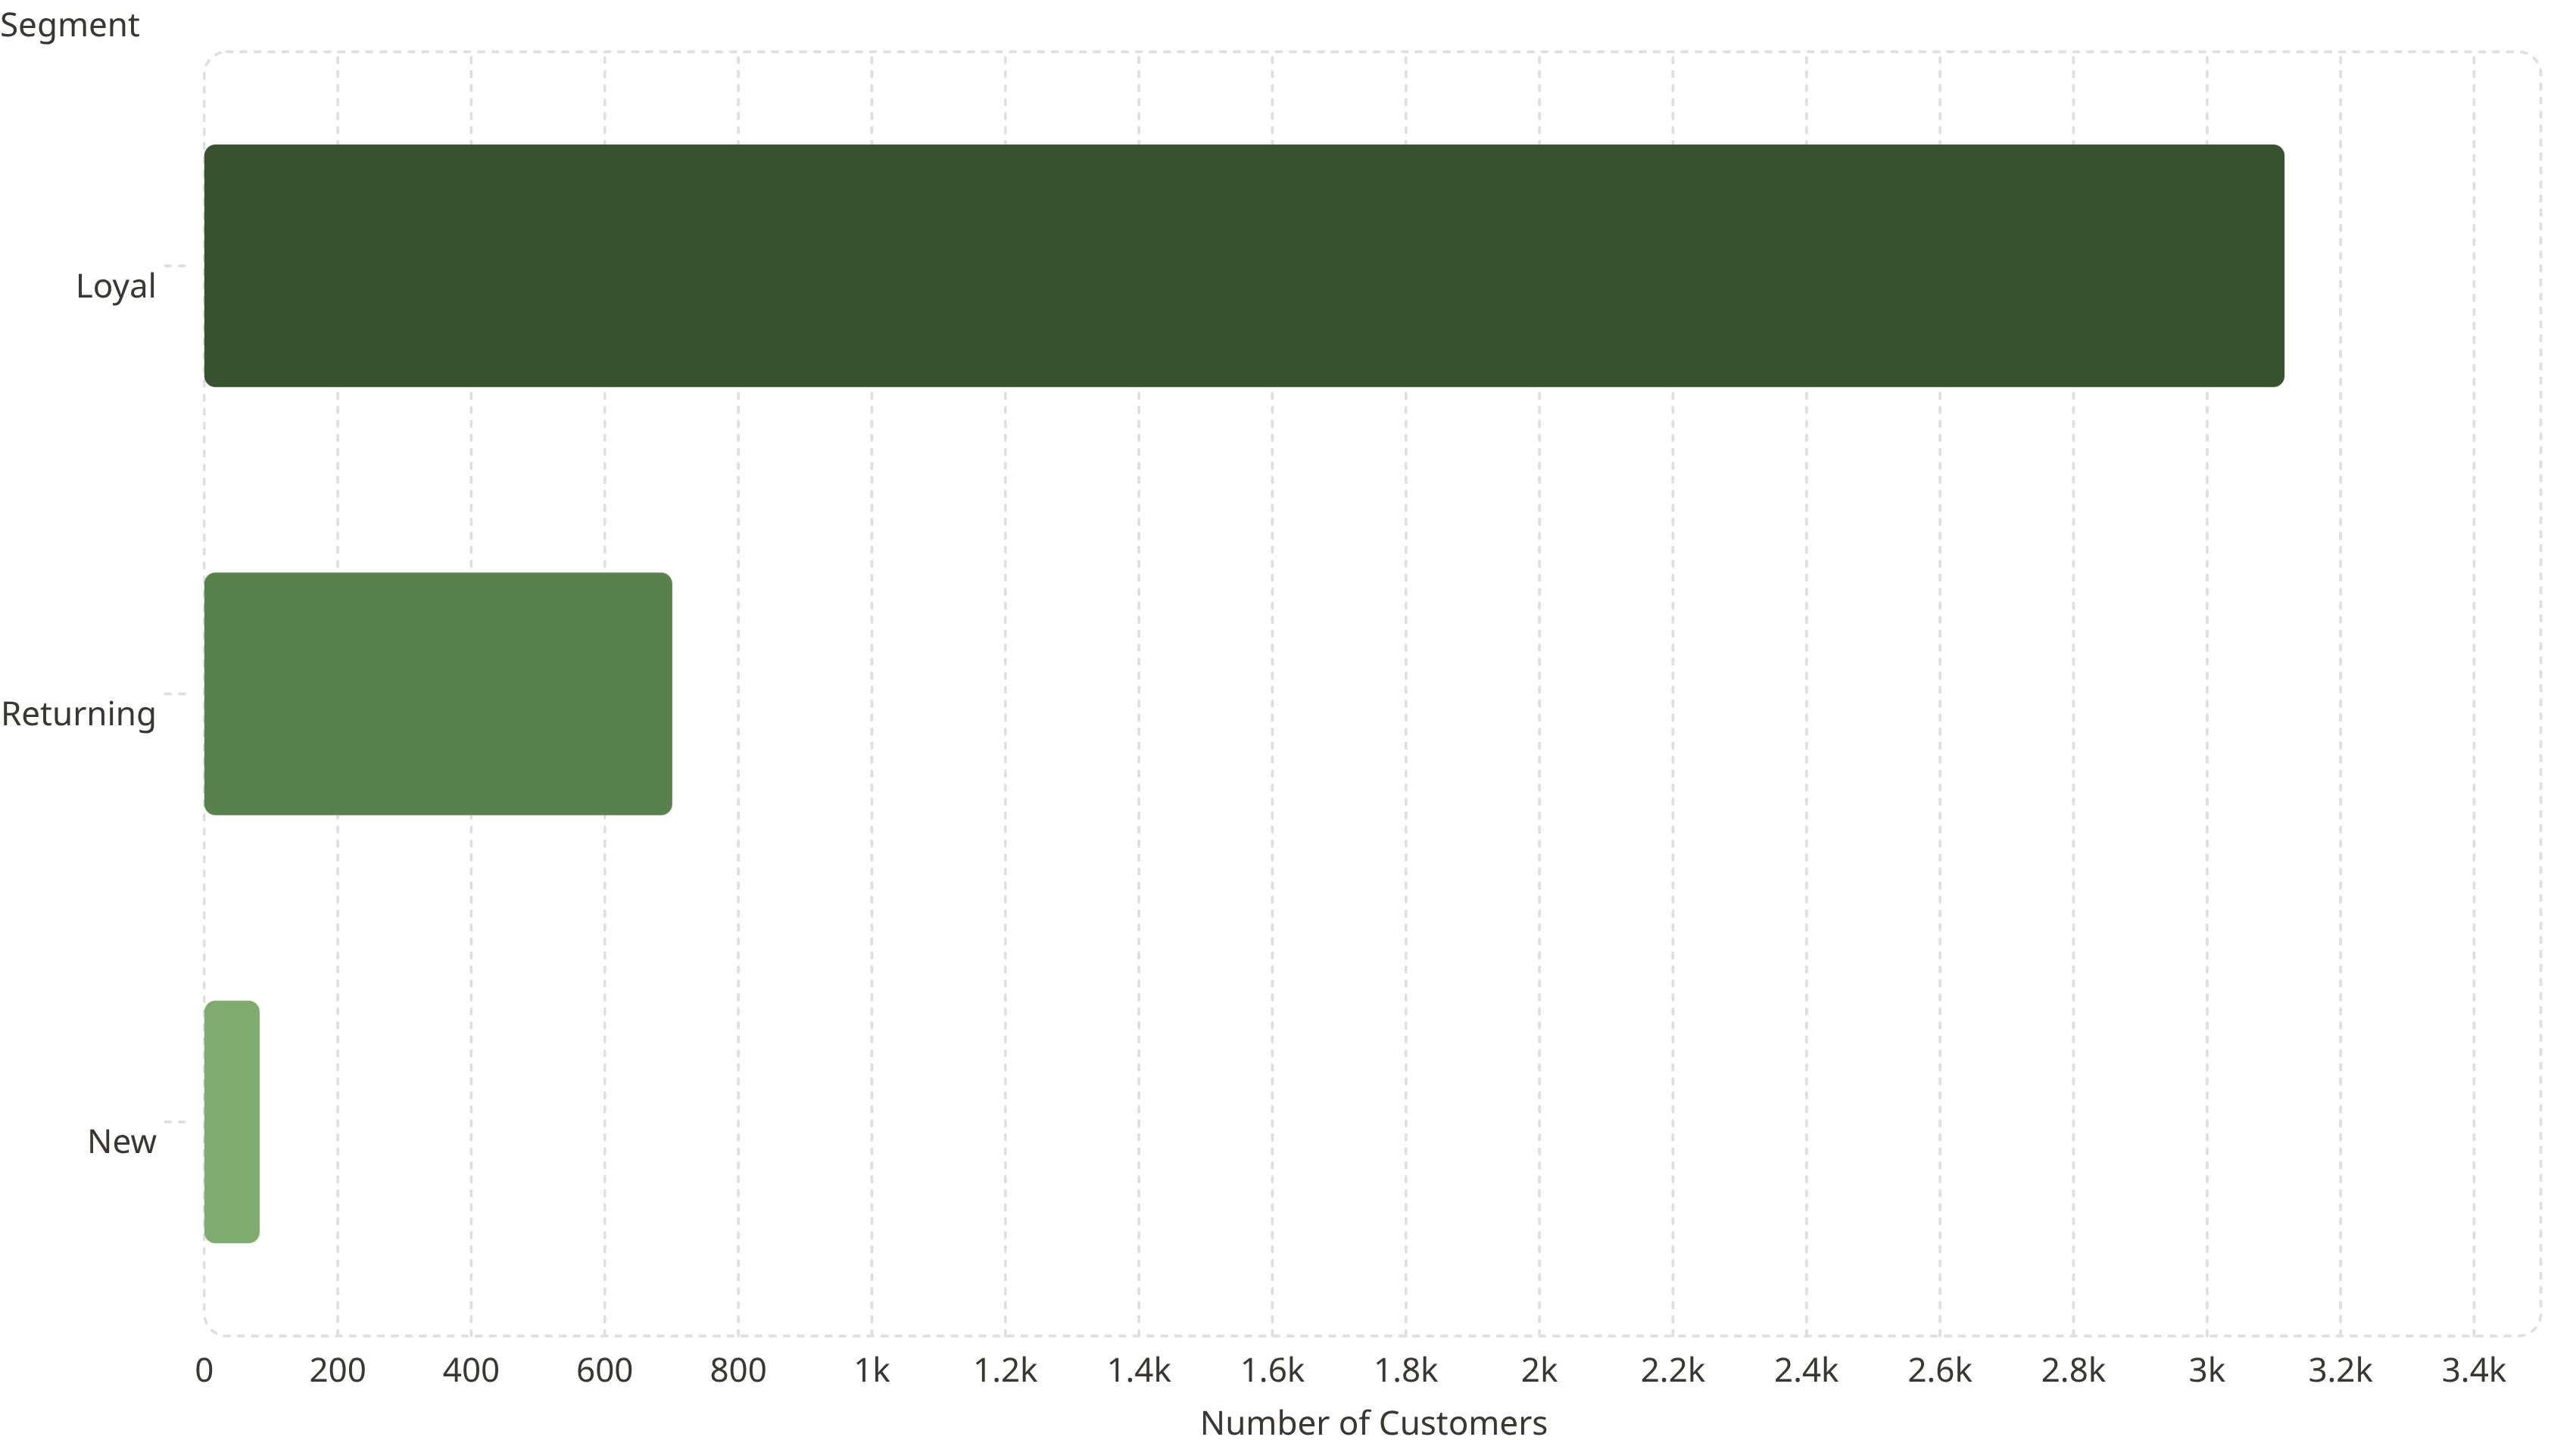 Segment
Loyal
Returning
New
0 200 400 600 800 1k 1.2k 1.4k 1.6k 1.8k 2k 2.2k 2.4k 2.6k 2.8k 3k 3.2k 3.4k
Number of Customers